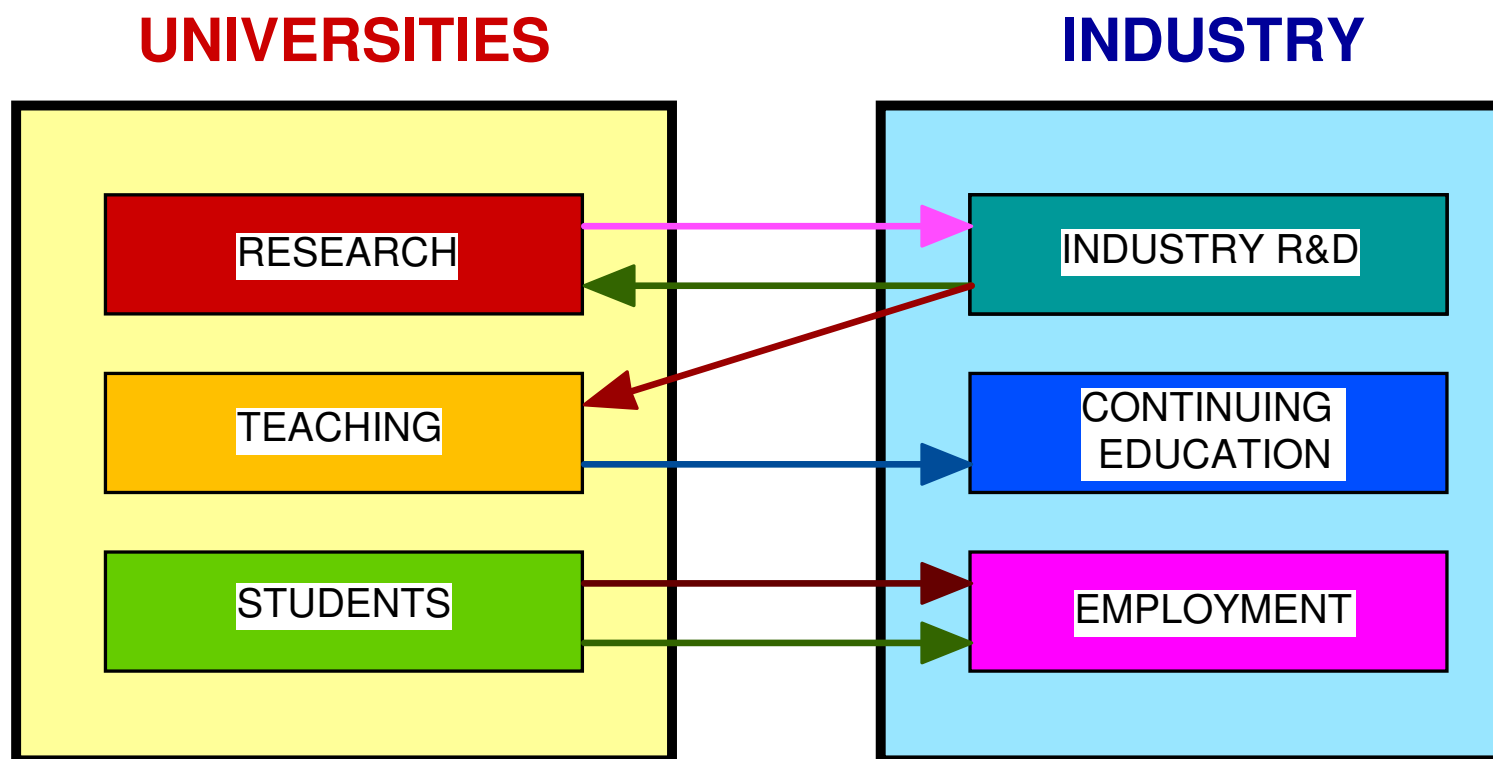 UNIVERSITIES
INDUSTRY
RESEARCH
INDUSTRY R&D
TEACHING
CONTINUING
EDUCATION
STUDENTS
EMPLOYMENT